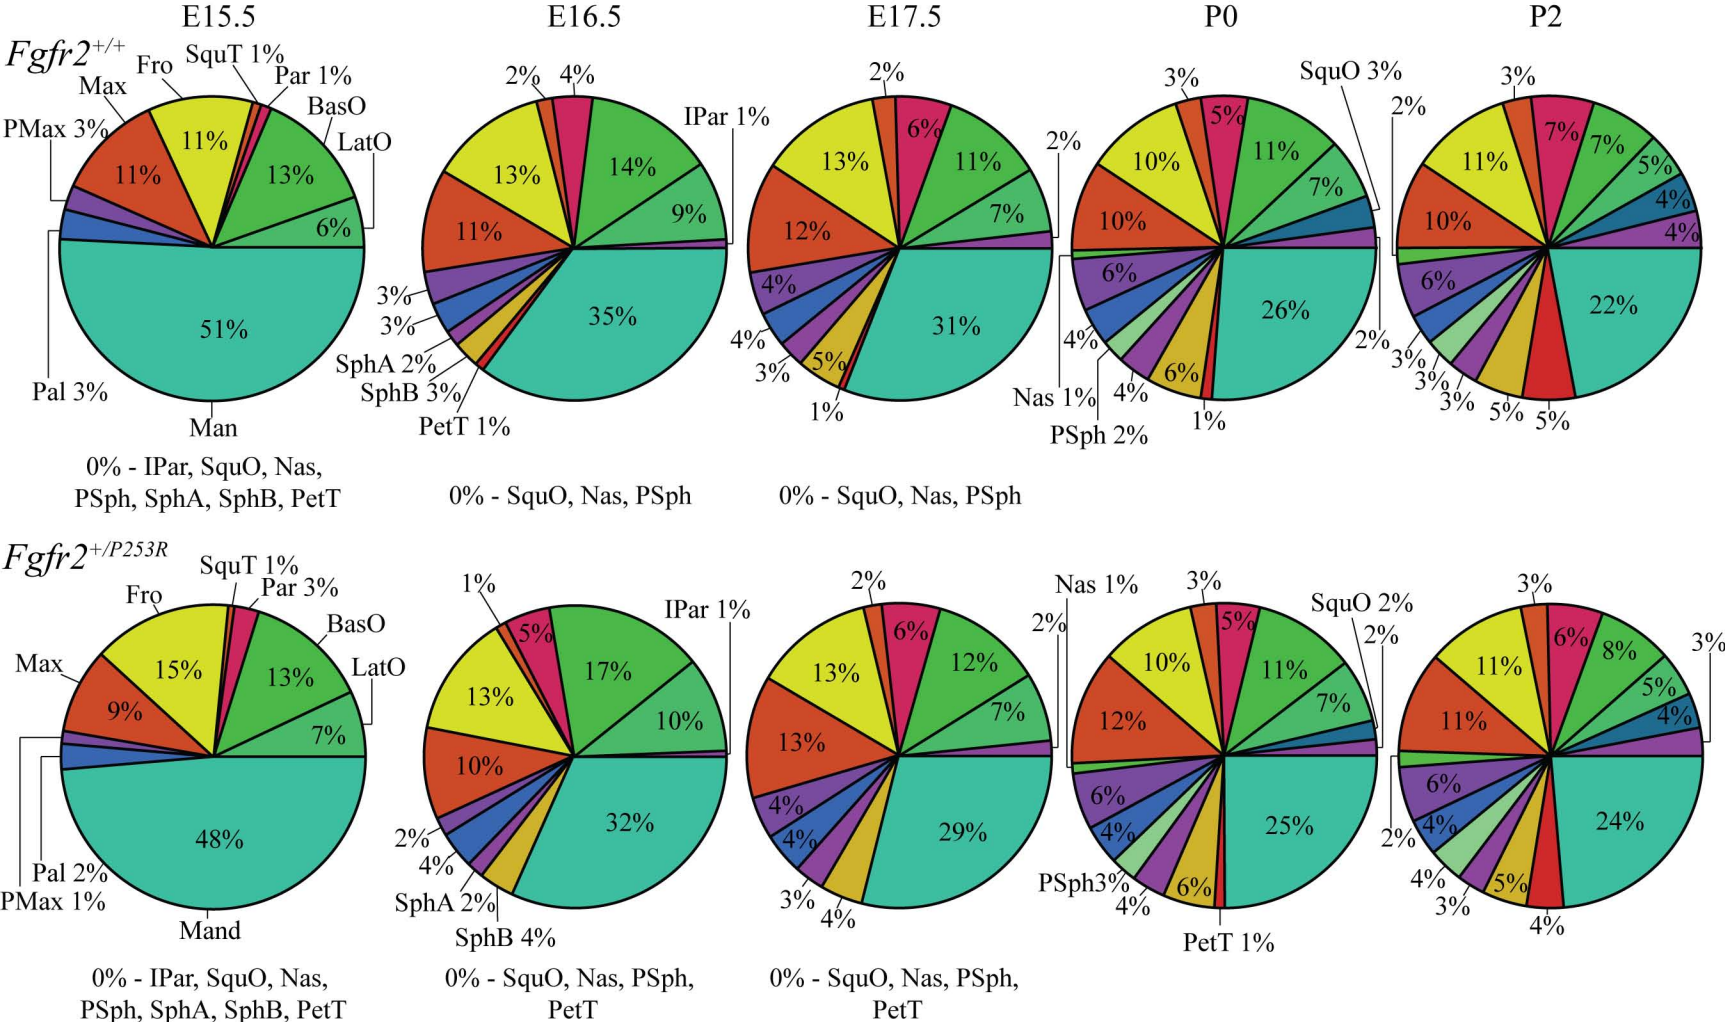 E15.5
E16.5
E17.5
P0
P2
Fgfr2+/+
SquT 1%
Fro
Par 1%
Max
BasO
PMax 3%
LatO
11%
11%
13%
6%
51%
Pal 3%
Man
0% - IPar, SquO, Nas,
PSph, SphA, SphB, PetT
2%
4%
IPar 1%
13%
14%
11%
9%
3%
3%
35%
SphA 2%
SphB 3%
PetT 1%
0% - SquO, Nas, PSph
2%
6%
13%
11%
2%
12%
7%
4%
4%
3%
5%
1%
31%
0% - SquO, Nas, PSph
3%
SquO 3%
5%
10%
11%
7%
10%
6%
4%
26%
2%
Nas 1%
4%
6%
1%
PSph 2%
3%
2%
7%
7%
11%
5%
4%
10%
4%
6%
22%
3%
3%
3%
5%
5%
Fgfr2+/P253R
SquT 1%
Fro
Par 3%
BasO
Max
LatO
15%
13%
9%
7%
48%
Pal 2%
PMax 1%
Mand
0% - IPar, SquO, Nas,
PSph, SphA, SphB, PetT
1%
IPar 1%
5%
17%
13%
10%
10%
2%
4%
32%
SphA 2%
SphB 4%
0% - SquO, Nas, PSph,
PetT
2%
2%
6%
13%
12%
7%
13%
4%
4%
29%
3%
4%
0% - SquO, Nas, PSph,
PetT
Nas 1%
3%
SquO 2%
2%
5%
10%
11%
7%
12%
6%
4%
25%
PSph3%
4%
6%
PetT 1%
3%
3%
6%
8%
11%
5%
4%
11%
6%
2%
4%
24%
4%
3%
5%
4%